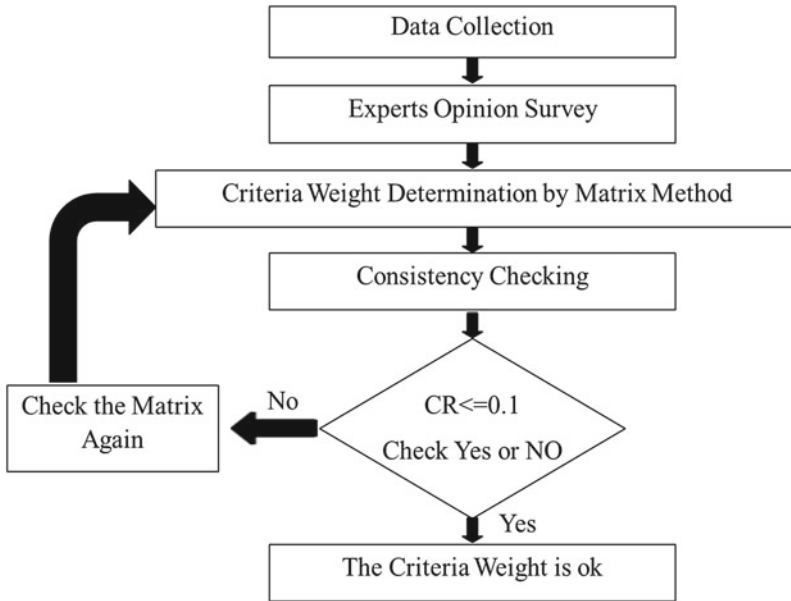 Data Collection
Experts Opinion Survey
Criteria Weight Determination by Matrix Method
Consistency Checking
CR<=0.1
Check Yes or NO
No
Check the Matrix
Again
Yes
The Criteria Weight is ok